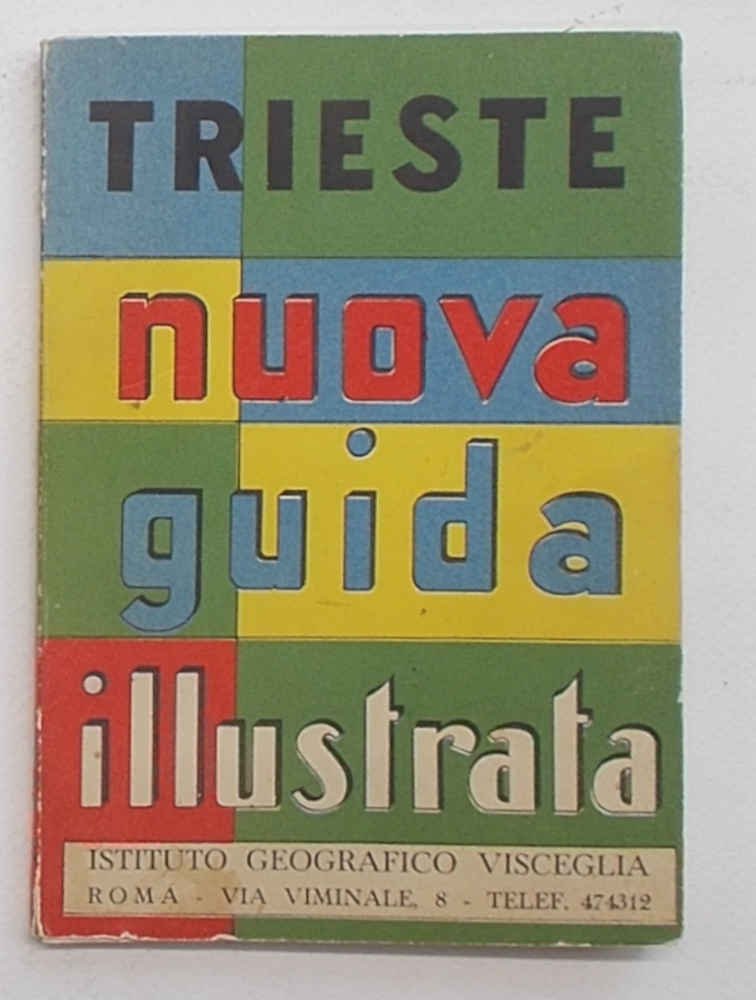 TRIESTE
nuova
guida
illustrata
ISTITUTO GEOGRAFICO VISCEGLIA
ROMA - VIA VIMINALE, 8 - TELEF. 474312